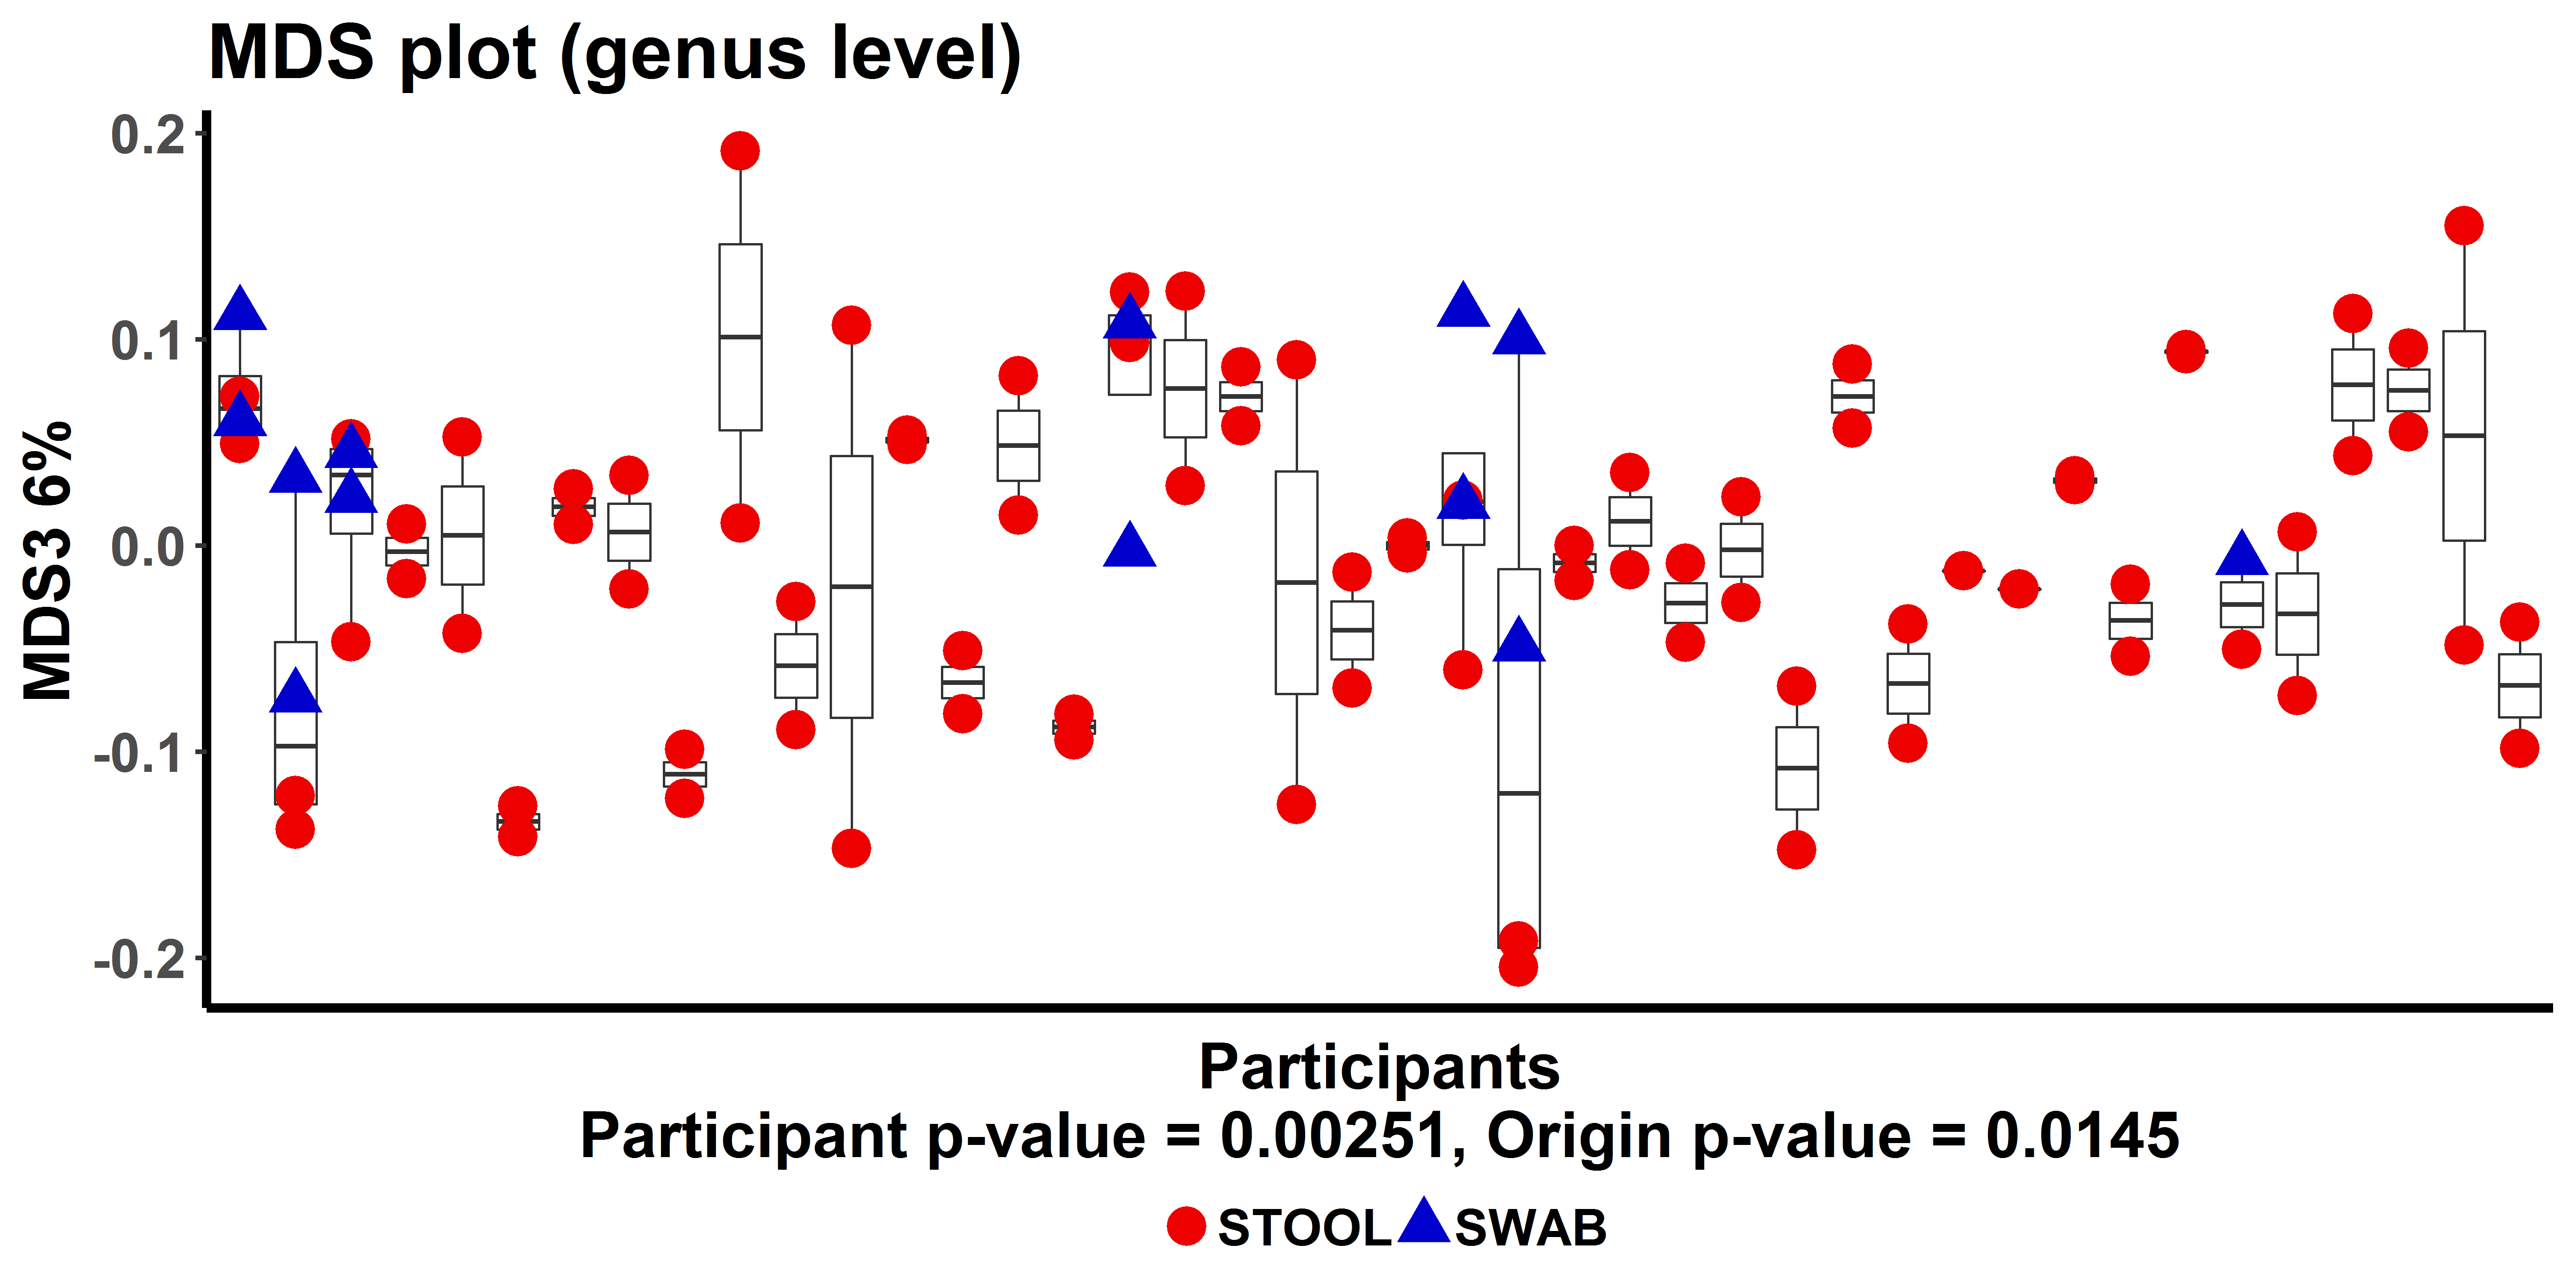 MDS plot (genus level)
MDS3 6%
0.2
0.1
0.0
-0.1
-0.2
Participants
Participant p-value = 0.00251, Origin p-value = 0.0145
STOOL SWAB